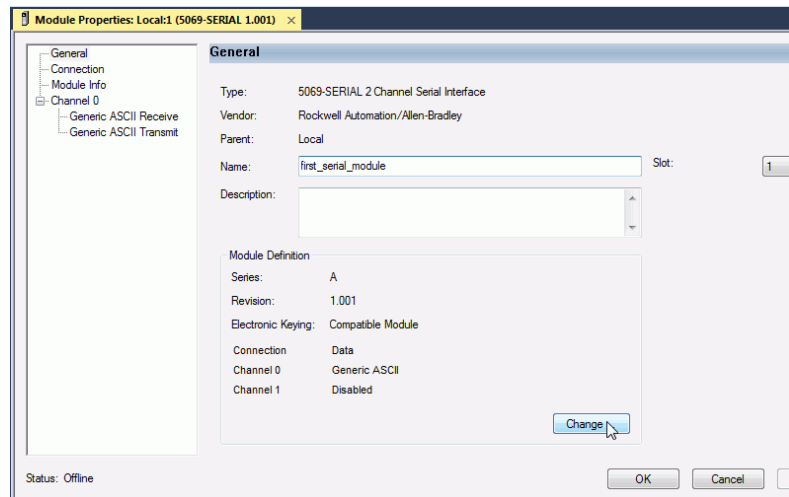 Module Properties: Local:1 (5069-SERIAL 1.001) ×
General
Connection
Module Info
Channel 0
Generic ASCII Receive
Generic ASCII Transmit
General
Type: 5069-SERIAL 2 Channel Serial Interface
Vendor: Rockwell Automation/Allen-Bradley
Parent: Local
Name: first_serial_module Slot: 1
Description:
Module Definition
Series: A
Revision: 1.001
Electronic Keying: Compatible Module
Connection Data
Channel 0 Generic ASCII
Channel 1 Disabled
Change
Status: Offline OK Cancel